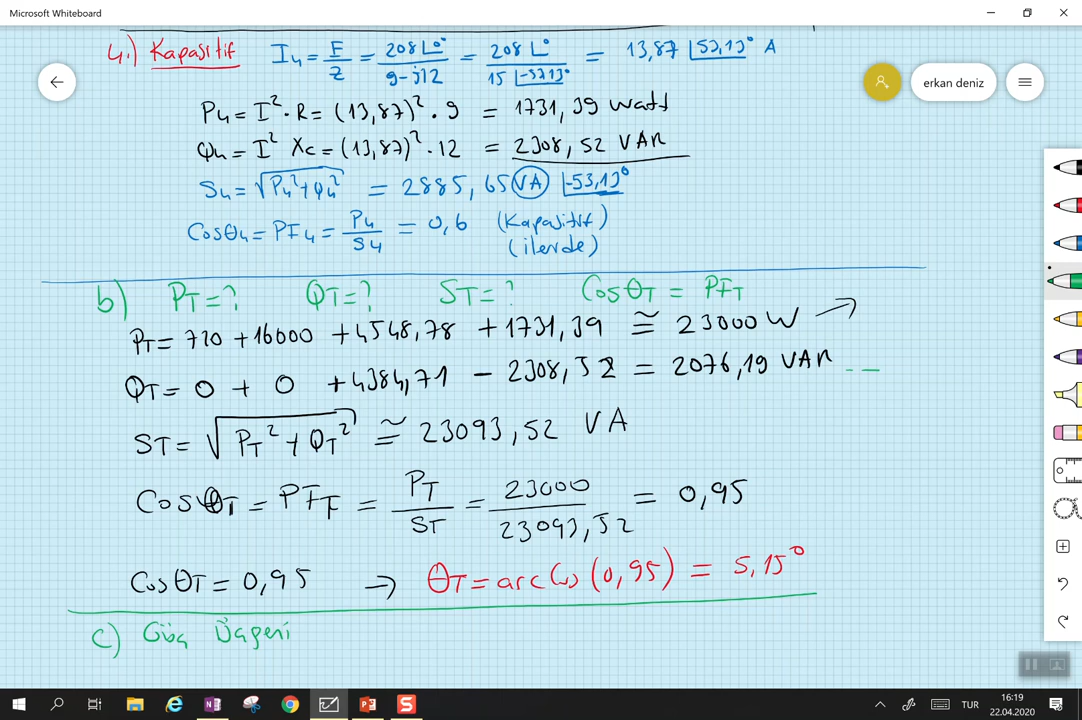 Microsoft Whiteboard
4.) Kapasitif I4 = E/Z = 208∟0°/9-j12 = 208∟0°/15∟-53,13° = 13,87∟53,13° A
erkan deniz
P4 = I²·R = (13,87)²·9 = 1731,39 watt
Q4 = I² Xc = (13,87)²·12 = 2308,52 VAR
S4 = √P4²+Q4² = 2885,65 VA ∟-53,13°
Cosθ4 = PF4 = P4/S4 = 0,6 (Kapasitif)
(ilerde)
b) PT=? QT=? ST=? CosθT = PFT
PT = 720 + 16000 + 4548,78 + 1731,39 ≅ 23000 W
QT = 0 + 0 + 4384,71 - 2308,52 = 2076,19 VAR
ST = √PT²+QT² ≅ 23093,52 VA
CosθT = PFT = PT/ST = 23000/23093,52 = 0,95
CosθT = 0,95 → θT = arcCos(0,95) = 5,15°
c) Güç Üçgeni
16:19
TUR
22.04.2020